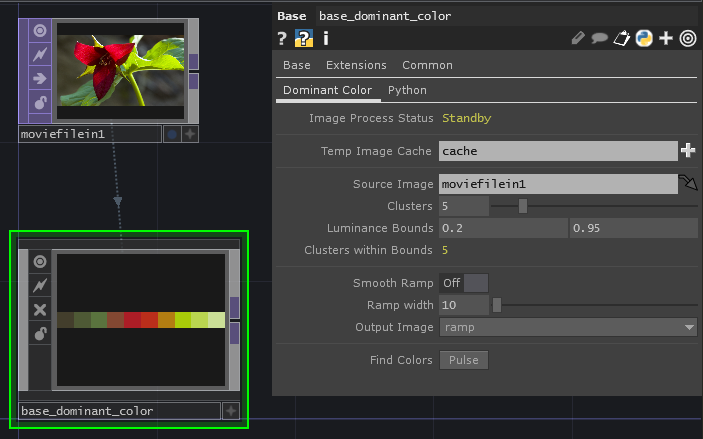 Base base_dominant_color
? ? i
Base Extensions Common
Dominant Color Python
Image Process Status Standby
Temp Image Cache cache
Source Image moviefilein1
Clusters 5
Luminance Bounds 0.2 0.95
Clusters within Bounds 5
Smooth Ramp Off
Ramp width 10
Output Image ramp
Find Colors Pulse
moviefilein1
base_dominant_color